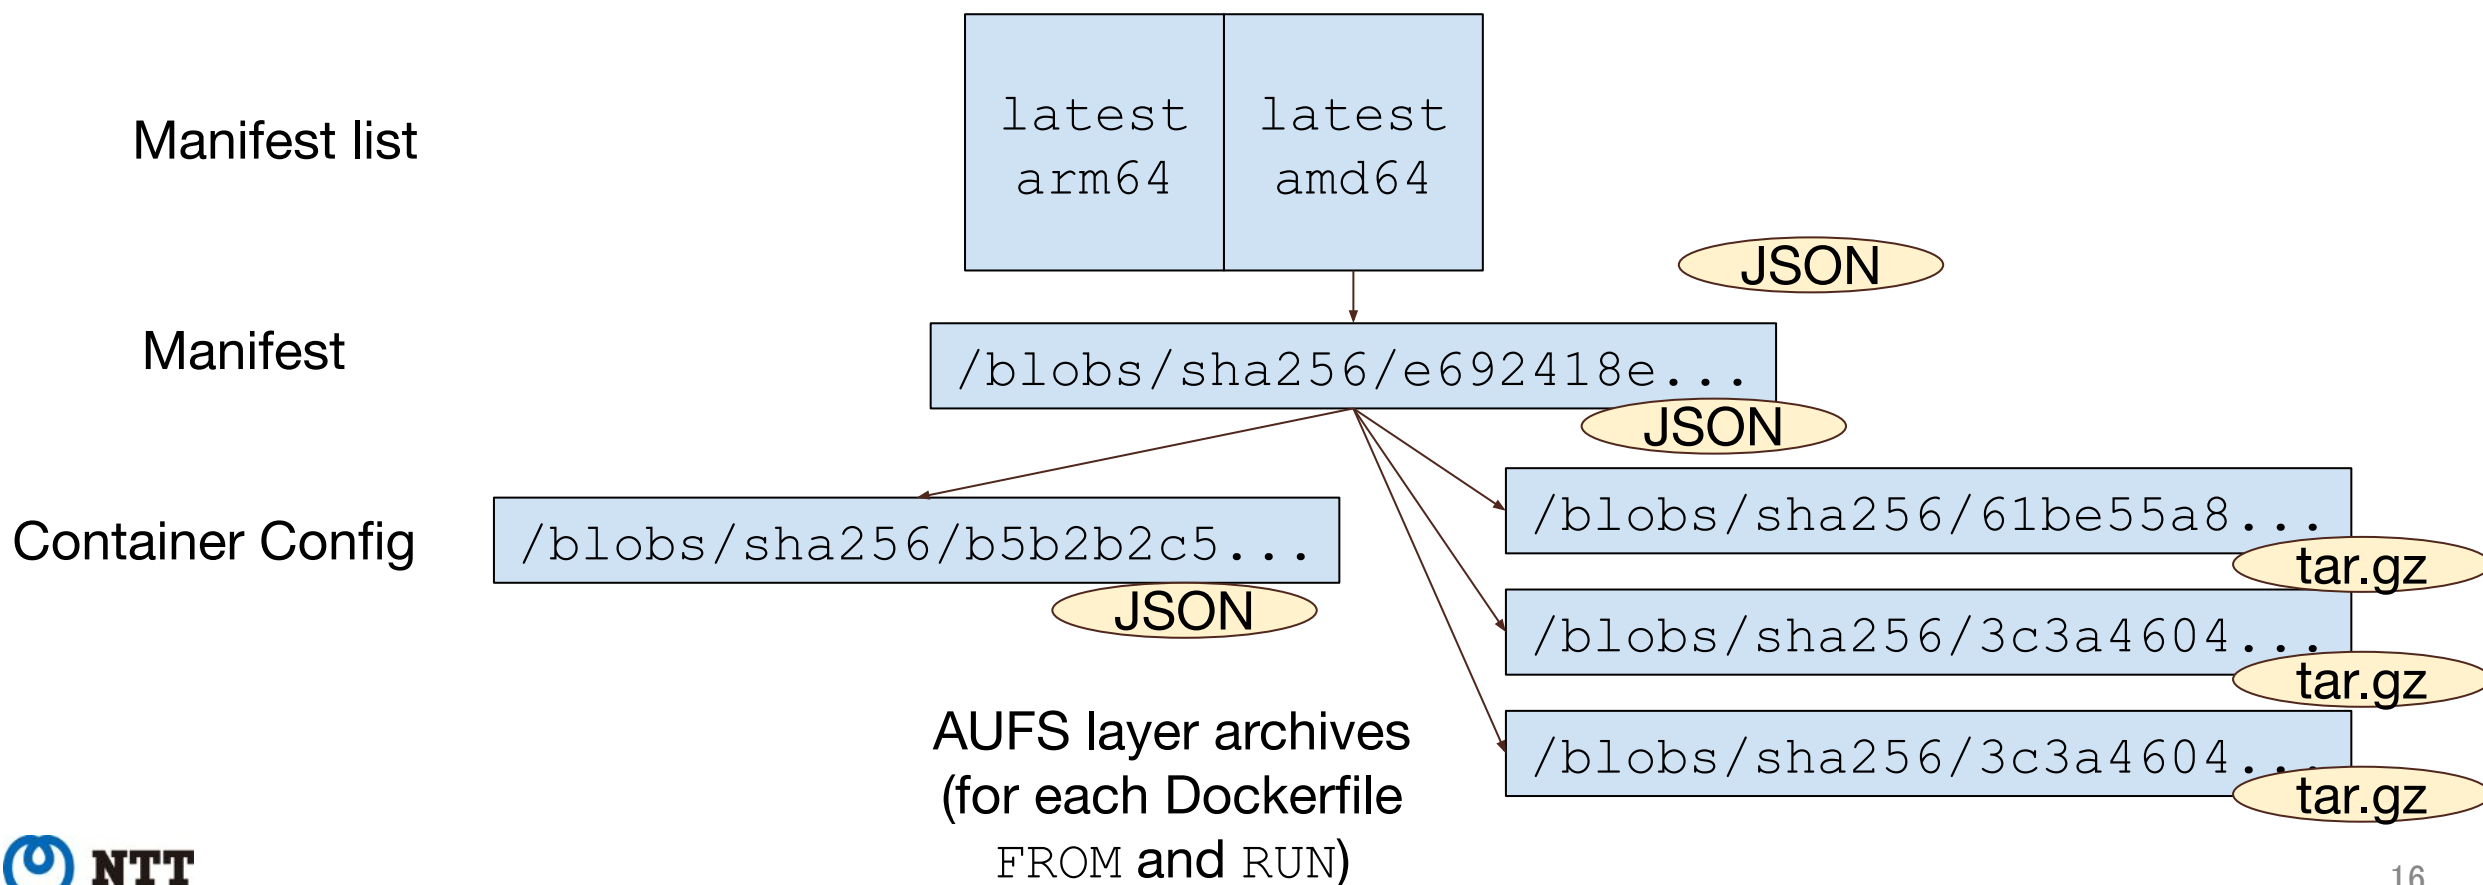 Manifest list
latest latest
arm64 amd64
JSON
Manifest
/blobs/sha256/e692418e...
JSON
Container Config
/blobs/sha256/b5b2b2c5...
JSON
/blobs/sha256/61be55a8...
tar.gz
/blobs/sha256/3c3a4604...
tar.gz
/blobs/sha256/3c3a4604...
tar.gz
AUFS layer archives
(for each Dockerfile
FROM and RUN)
NTT
16